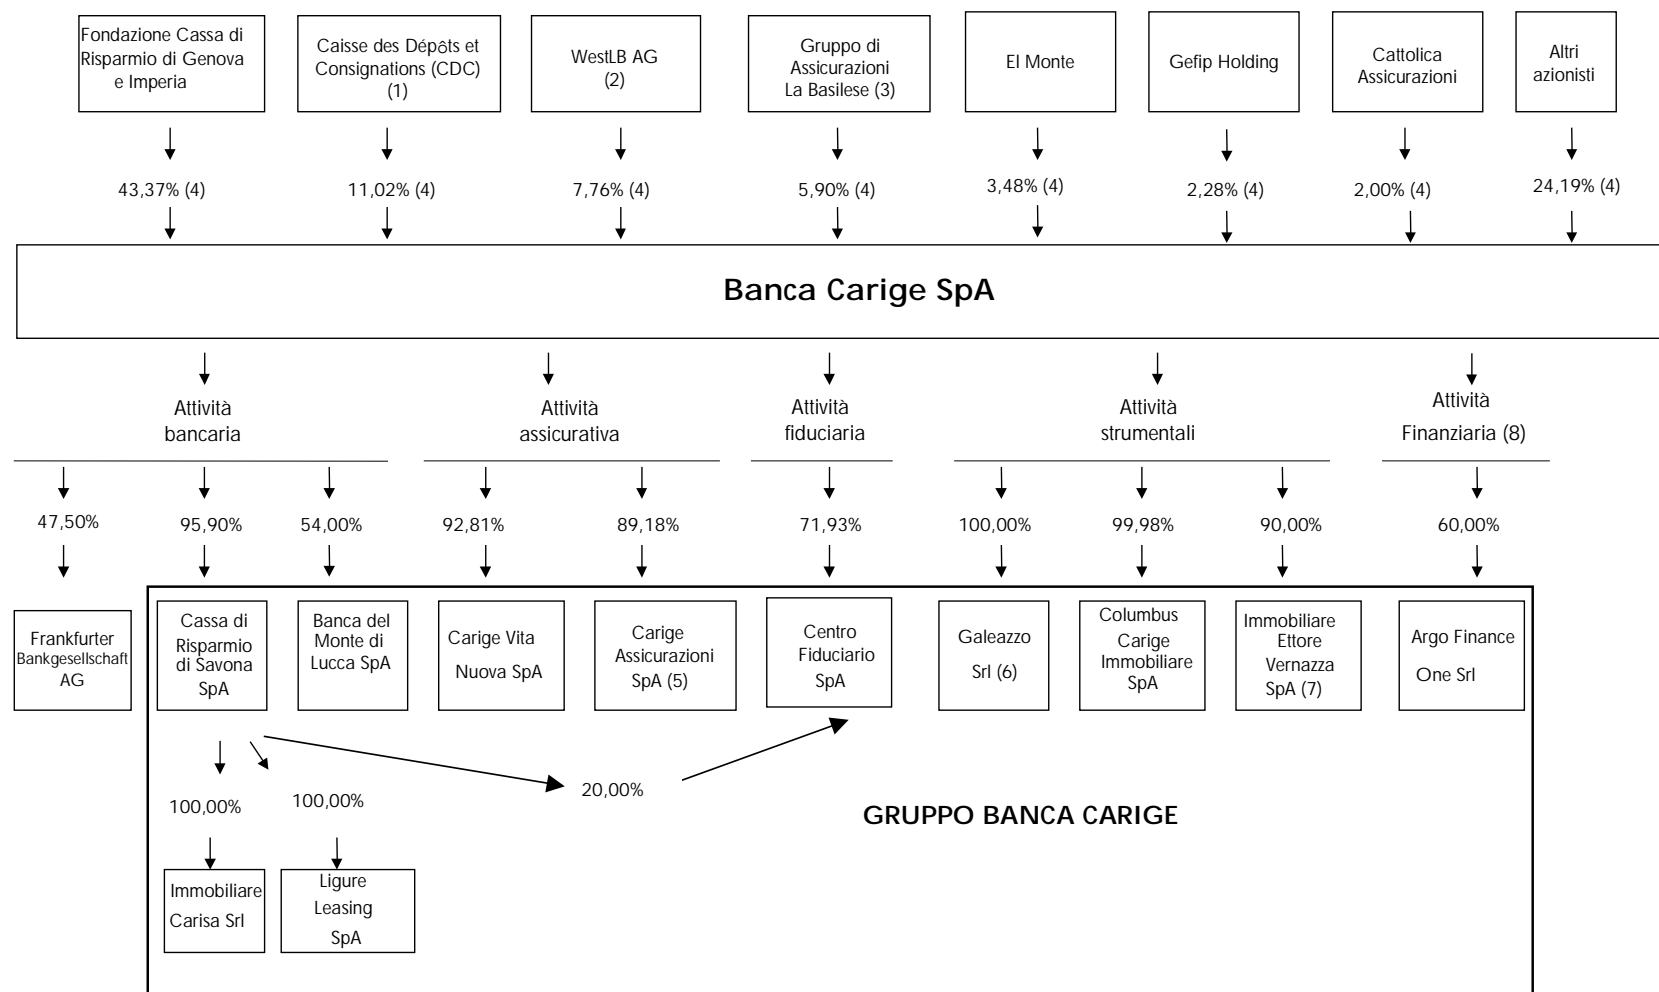 Fondazione Cassa di
Risparmio di Genova
e Imperia
Caisse des Dépôts et
Consignations (CDC)
(1)
WestLB AG
(2)
Gruppo di
Assicurazioni
La Basilese (3)
El Monte
Gefip Holding
Cattolica
Assicurazioni
Altri
azionisti
43,37% (4)
11,02% (4)
7,76% (4)
5,90% (4)
3,48% (4)
2,28% (4)
2,00% (4)
24,19% (4)
Banca Carige SpA
Attività
bancaria
Attività
assicurativa
Attività
fiduciaria
Attività
strumentali
Attività
Finanziaria (8)
47,50%
95,90%
54,00%
92,81%
89,18%
71,93%
100,00%
99,98%
90,00%
60,00%
Frankfurter
Bankgesellschaft
AG
Cassa di
Risparmio
di Savona
SpA
Banca del
Monte di
Lucca SpA
Carige Vita
Nuova SpA
Carige
Assicurazioni
SpA (5)
Centro
Fiduciario
SpA
Galeazzo
Srl (6)
Columbus
Carige
Immobiliare
SpA
Immobiliare
Ettore
Vernazza
SpA (7)
Argo Finance
One Srl
100,00%
100,00%
20,00%
GRUPPO BANCA CARIGE
Immobiliare
Carisa Srl
Ligure
Leasing
SpA